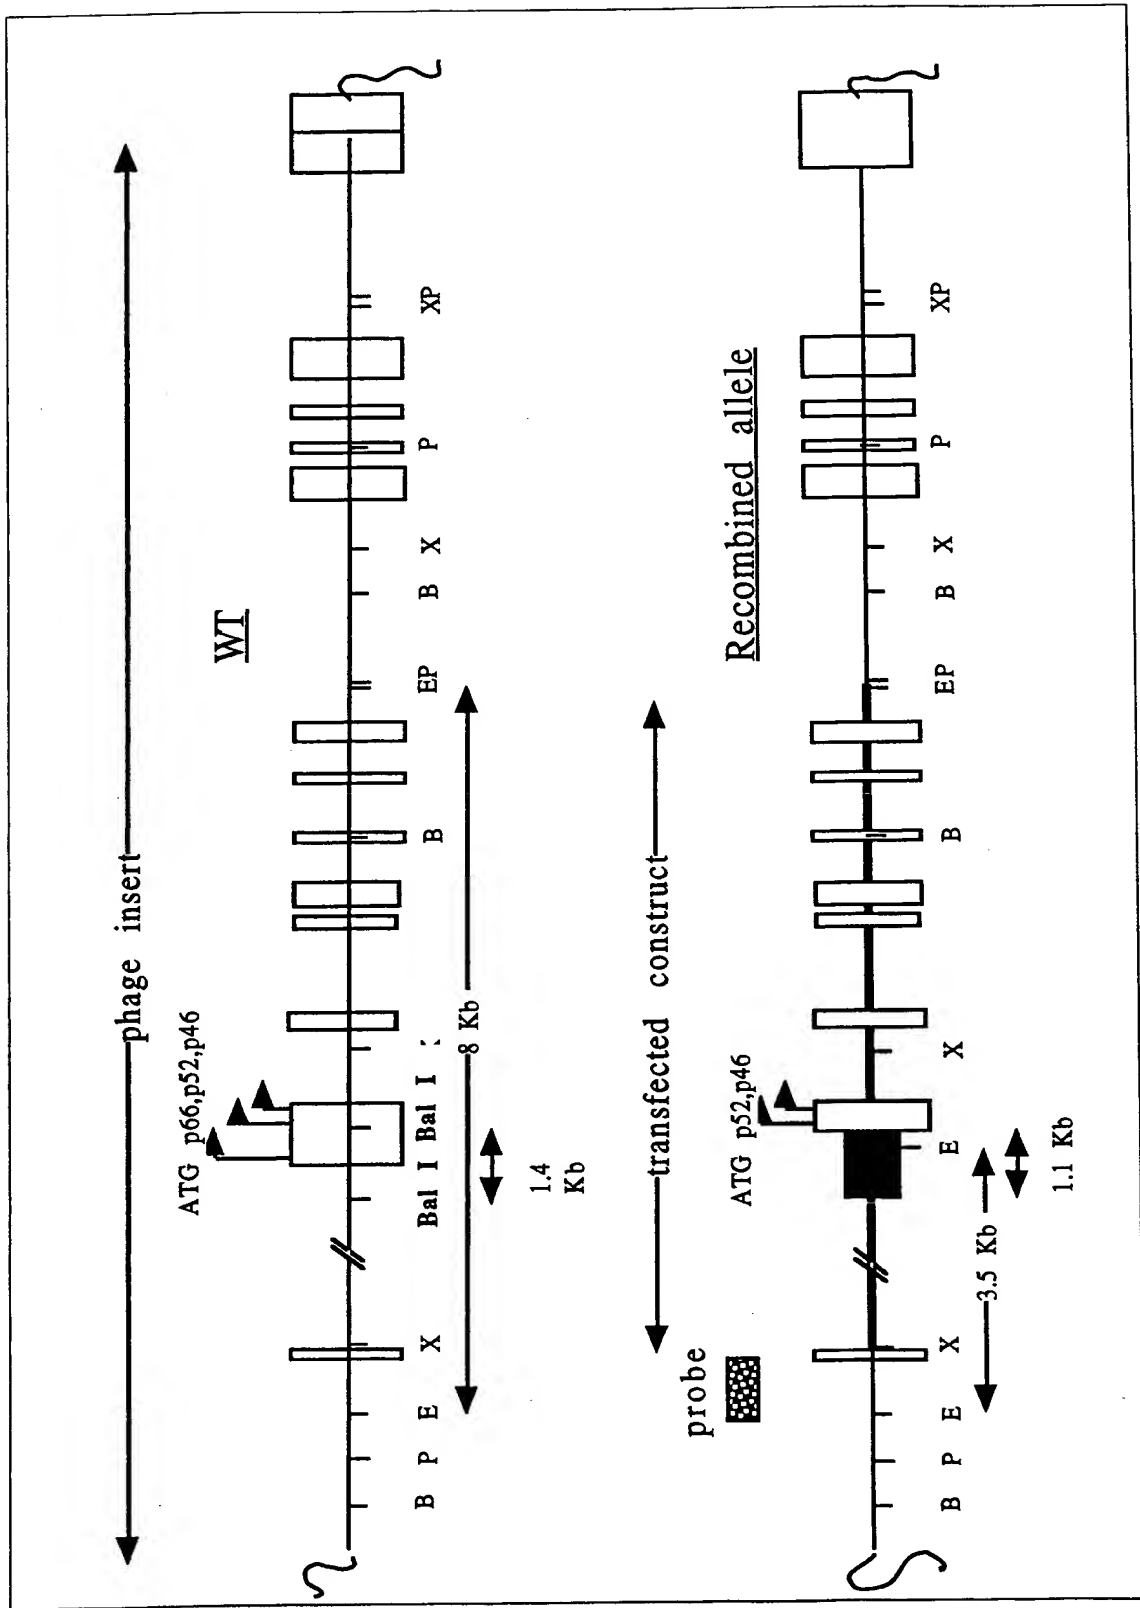 phage insert
WT
ATG p66,p52,p46
B P E X Bal I Bal I B EP B X P XP
1.4
Kb
8 Kb
Recombined allele
transfected construct
probe
ATG p52,p46
B P E X E X B EP B X P XP
3.5 Kb
1.1 Kb